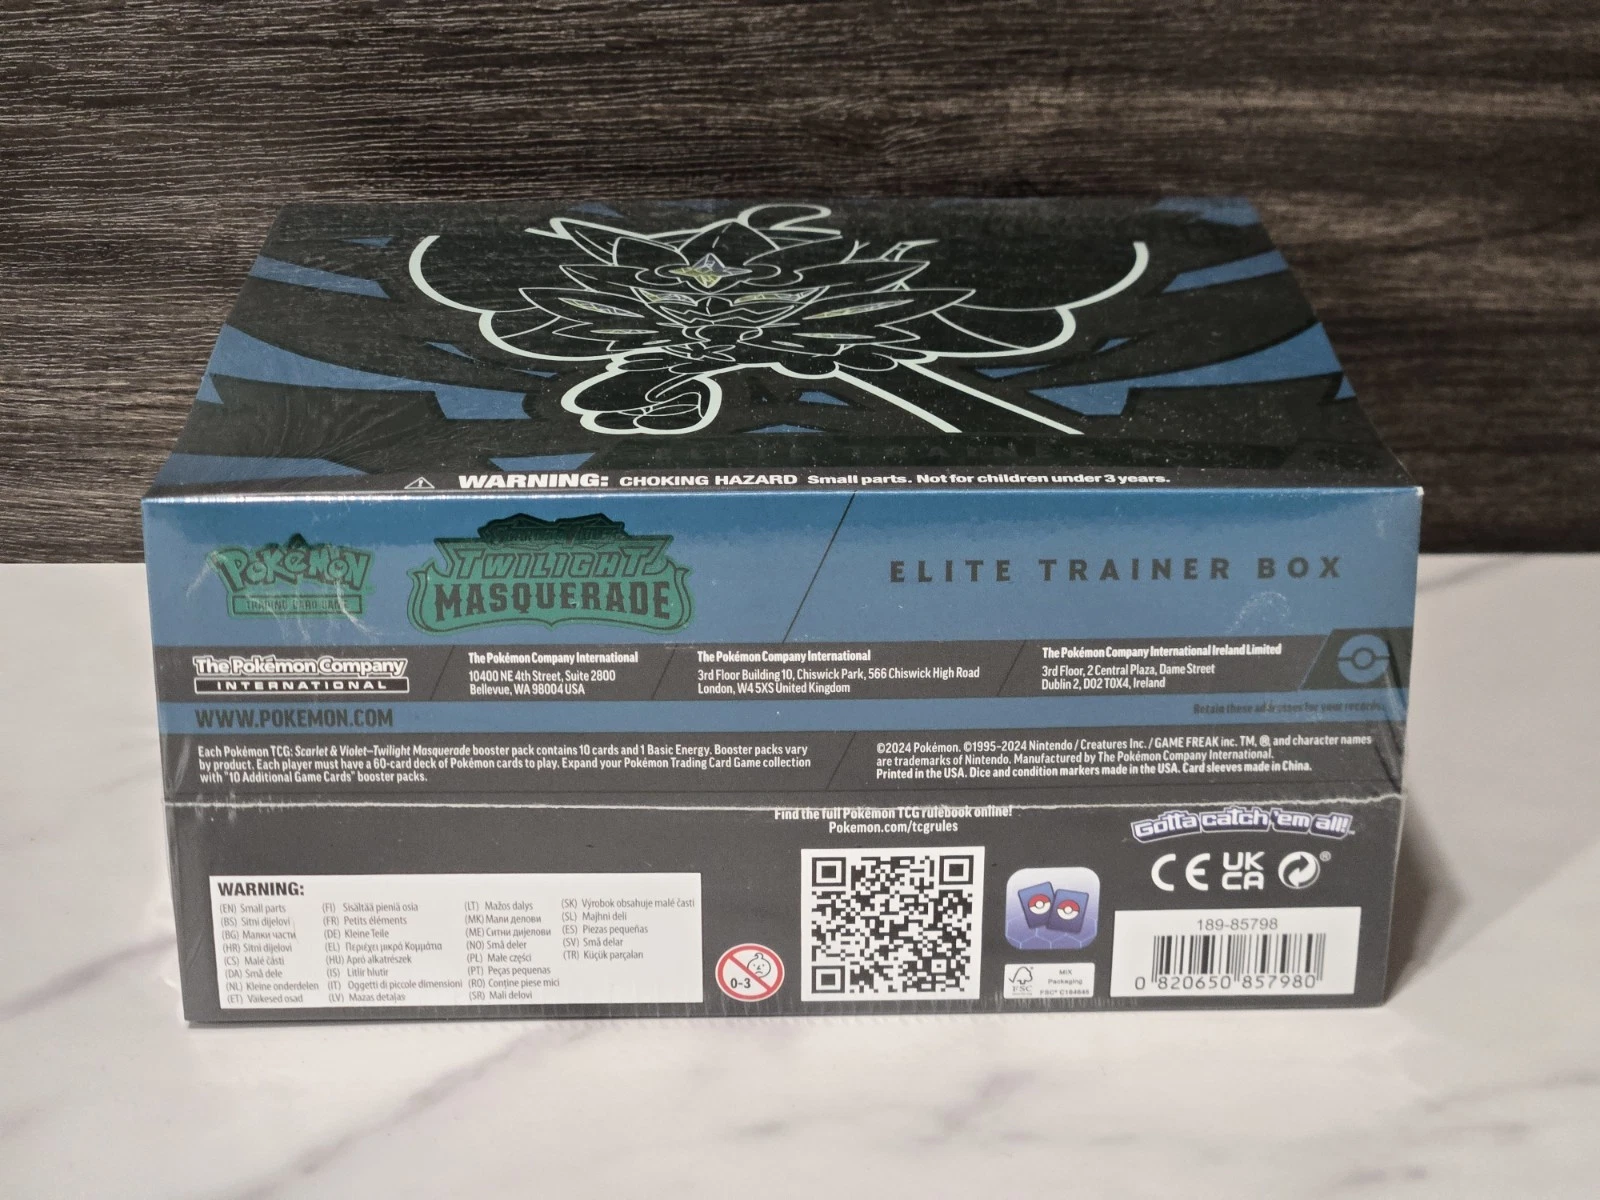 WARNING: CHOKING HAZARD Small parts. Not for children under 3 years.
POKéMON
TRADING CARD GAME
TWILIGHT
MASQUERADE
ELITE TRAINER BOX
The Pokémon Company
INTERNATIONAL
The Pokémon Company International
10400 NE 4th Street, Suite 2800
Bellevue, WA 98004 USA
The Pokémon Company International
3rd Floor Building 10, Chiswick Park, 566 Chiswick High Road
London, W4 5XS United Kingdom
The Pokémon Company International Ireland Limited
3rd Floor, 2 Central Plaza, Dame Street
Dublin 2, D02 T0X4, Ireland
WWW.POKEMON.COM
Retain these addresses for your records.
Each Pokémon TCG: Scarlet & Violet—Twilight Masquerade booster pack contains 10 cards and 1 Basic Energy. Booster packs vary
by product. Each player must have a 60-card deck of Pokémon cards to play. Expand your Pokémon Trading Card Game collection
with "10 Additional Game Cards" booster packs.
©2024 Pokémon. ©1995–2024 Nintendo / Creatures Inc. / GAME FREAK inc. TM, ®, and character names
are trademarks of Nintendo. Manufactured by The Pokémon Company International.
Printed in the USA. Dice and condition markers made in the USA. Card sleeves made in China.
Find the full Pokémon TCG rulebook online!
Pokemon.com/tcgrules
Gotta catch 'em all!
CE UK CA ®
WARNING:
(EN) Small parts
(BS) Sitni dijelovi
(BG) Малки части
(HR) Sitni dijelovi
(CS) Malé části
(DA) Små dele
(NL) Kleine onderdelen
(ET) Väikesed osad
(FI) Sisältää pieniä osia
(FR) Petits éléments
(DE) Kleine Teile
(EL) Περιέχει μικρά Κομμάτια
(HU) Apró alkatrészek
(IS) Litlir hlutir
(IT) Oggetti di piccole dimensioni
(LV) Mazas detaļas
(LT) Mažos dalys
(MK) Мали делови
(ME) Ситни дијелови
(NO) Små deler
(PL) Małe części
(PT) Peças pequenas
(RO) Conține piese mici
(SR) Mali delovi
(SK) Výrobok obsahuje malé časti
(SL) Majhni deli
(ES) Piezas pequeñas
(SV) Små delar
(TR) Küçük parçaları
0-3
FSC
MIX
Packaging
FSC® C184645
189-85798
0 820650 857980